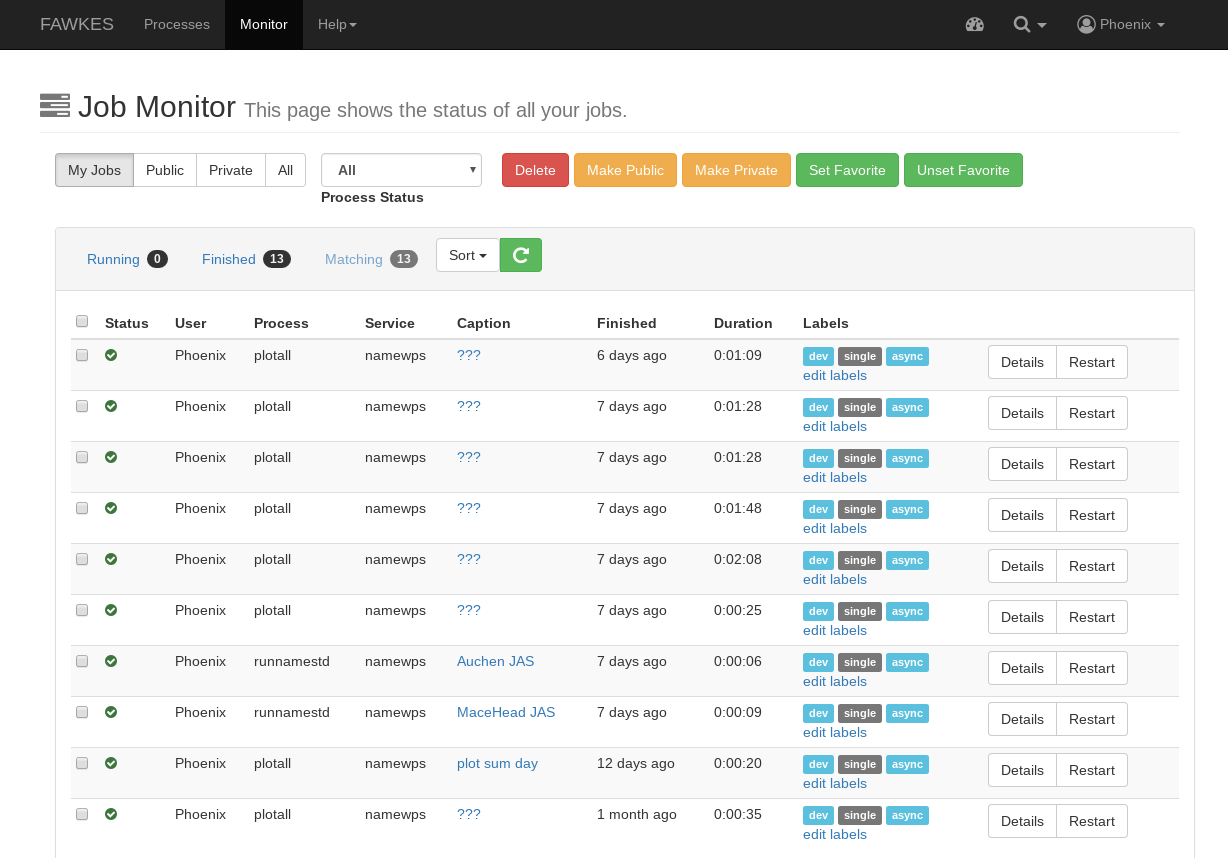 FAWKES Processes Monitor Help Phoenix
Job Monitor This page shows the status of all your jobs.
My Jobs Public Private All All Delete Make Public Make Private Set Favorite Unset Favorite
Process Status
Running 0 Finished 13 Matching 13 Sort
Status User Process Service Caption Finished Duration Labels
Phoenix plotall namewps ??? 6 days ago 0:01:09 dev single async Details Restart
edit labels
Phoenix plotall namewps ??? 7 days ago 0:01:28 dev single async Details Restart
edit labels
Phoenix plotall namewps ??? 7 days ago 0:01:28 dev single async Details Restart
edit labels
Phoenix plotall namewps ??? 7 days ago 0:01:48 dev single async Details Restart
edit labels
Phoenix plotall namewps ??? 7 days ago 0:02:08 dev single async Details Restart
edit labels
Phoenix plotall namewps ??? 7 days ago 0:00:25 dev single async Details Restart
edit labels
Phoenix runnamestd namewps Auchen JAS 7 days ago 0:00:06 dev single async Details Restart
edit labels
Phoenix runnamestd namewps MaceHead JAS 7 days ago 0:00:09 dev single async Details Restart
edit labels
Phoenix plotall namewps plot sum day 12 days ago 0:00:20 dev single async Details Restart
edit labels
Phoenix plotall namewps ??? 1 month ago 0:00:35 dev single async Details Restart
edit labels